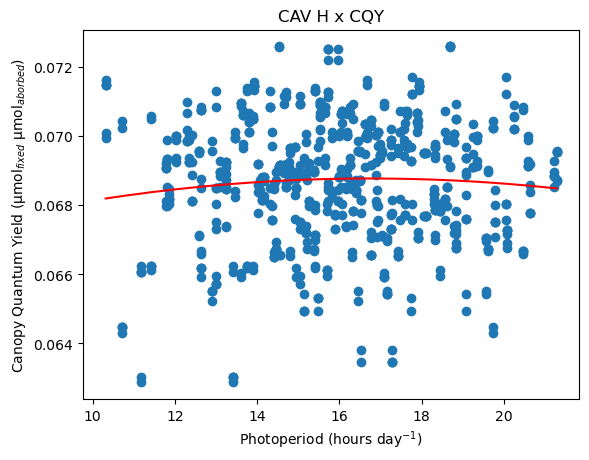 CAV H x CQY
Canopy Quantum Yield (μmol_fixed μmol_aborbed)
0.072
0.070
0.068
0.066
0.064
10 12 14 16 18 20
Photoperiod (hours day⁻¹)